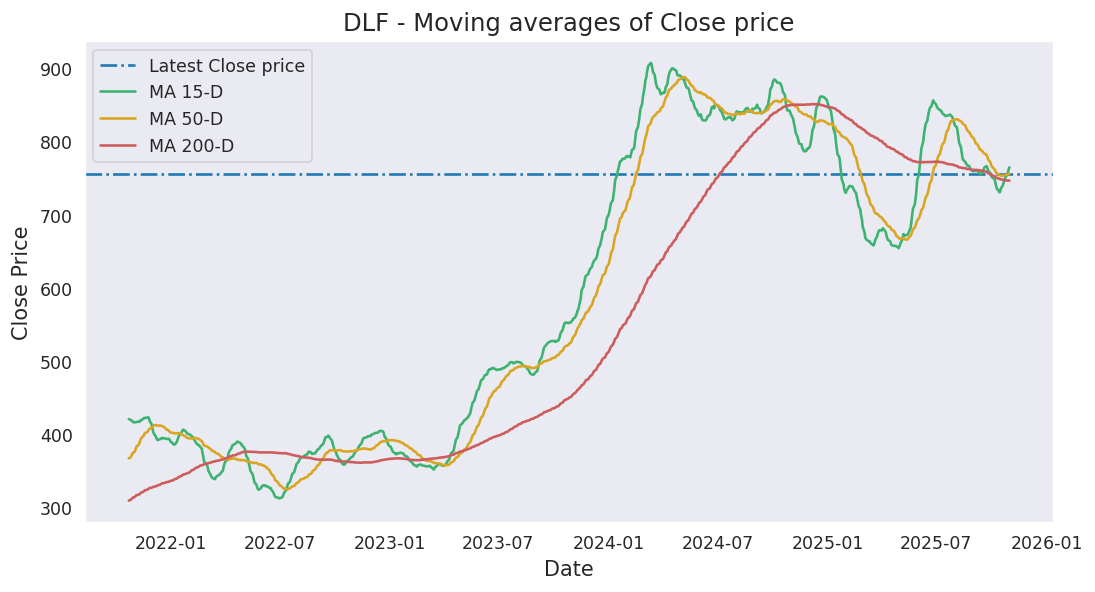 DLF - Moving averages of Close price
Latest Close price
MA 15-D
MA 50-D
MA 200-D
900
800
700
600
500
400
300
Close Price
2022-01
2022-07
2023-01
2023-07
2024-01
2024-07
2025-01
2025-07
2026-01
Date